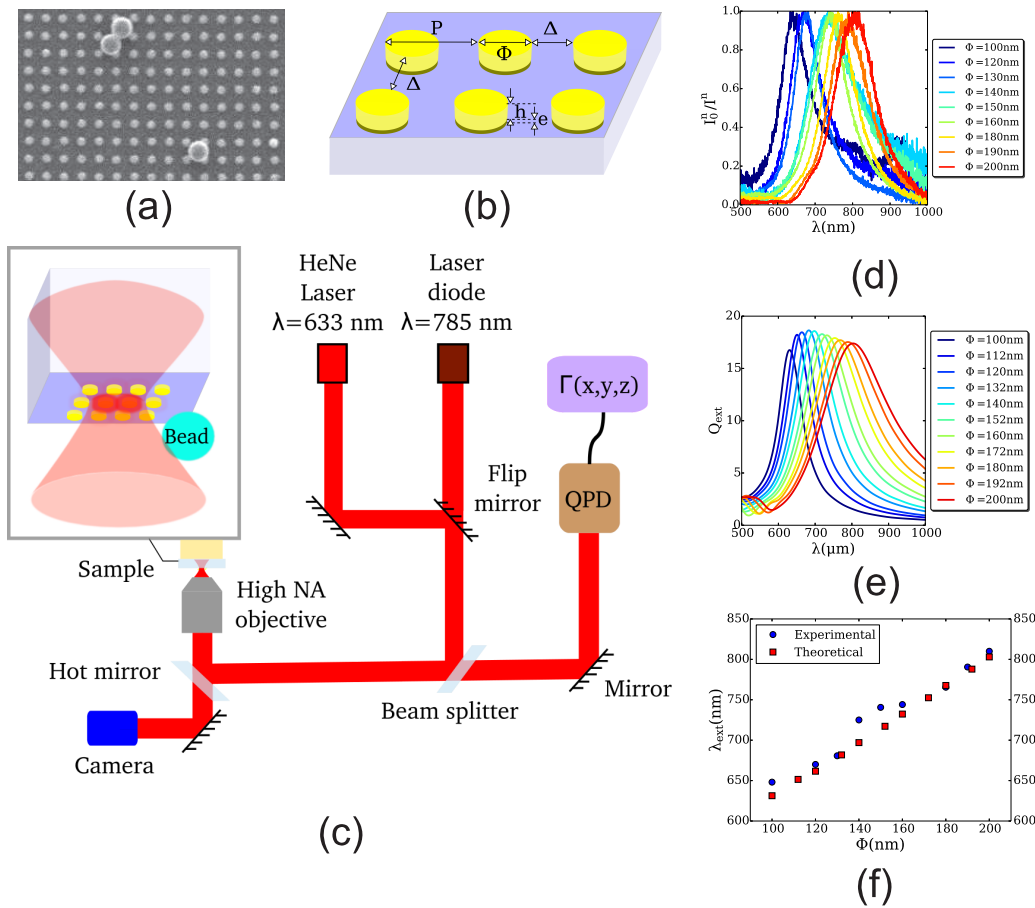 (a)
P
Δ
Φ
Δ
h
e
(b)
1.0
0.8
0.6
0.4
0.2
0.0
I₀ⁿ/Iⁿ
500 600 700 800 900 1000
λ(nm)
Φ=100nm
Φ=120nm
Φ=130nm
Φ=140nm
Φ=150nm
Φ=160nm
Φ=180nm
Φ=190nm
Φ=200nm
(d)
Bead
HeNe
Laser
λ=633 nm
Laser
diode
λ=785 nm
Γ(x,y,z)
Flip
mirror
QPD
Sample
High NA
objective
Hot mirror
Beam splitter
Mirror
Camera
(c)
20
15
10
5
0
Q_ext
500 600 700 800 900 1000
λ(μm)
Φ=100nm
Φ=112nm
Φ=120nm
Φ=132nm
Φ=140nm
Φ=152nm
Φ=160nm
Φ=172nm
Φ=180nm
Φ=192nm
Φ=200nm
(e)
850
800
750
700
650
600
λ_ext(nm)
Experimental
Theoretical
850
800
750
700
650
600
100 120 140 160 180 200
Φ(nm)
(f)